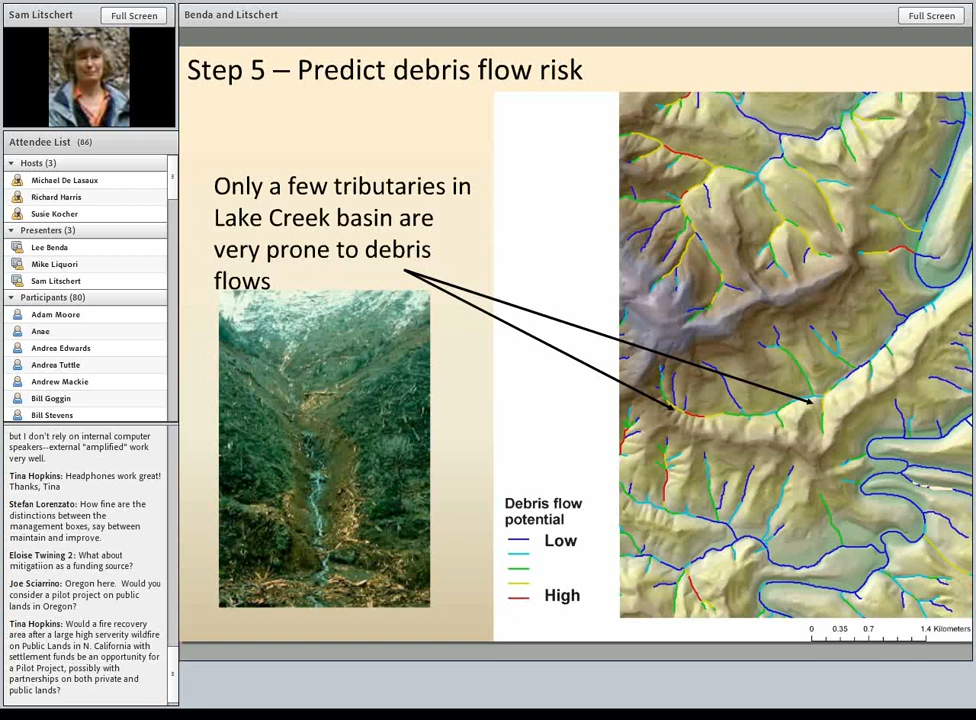 Sam Litschert
Full Screen
Benda and Litschert
Full Screen
Attendee List (86)
Hosts (3)
Michael De Lasaux
Richard Harris
Susie Kocher
Presenters (3)
Lee Benda
Mike Liquori
Sam Litschert
Participants (80)
Adam Moore
Anae
Andrea Edwards
Andrea Tuttle
Andrew Mackie
Bill Goggin
Bill Stevens
but I don't rely on internal computer
speakers--external "amplified" work
very well.
Tina Hopkins: Headphones work great!
Thanks, Tina
Stefan Lorenzato: How fine are the
distinctions between the
management boxes, say between
maintain and improve.
Eloise Twining 2: What about
mitigatiion as a funding source?
Joe Sciarrino: Oregon here. Would you
consider a pilot project on public
lands in Oregon?
Tina Hopkins: Would a fire recovery
area after a large high serverity wildfire
on Public Lands in N. California with
settlement funds be an opportunity for
a Pilot Project, possibly with
partnerships on both private and
public lands?
Step 5 – Predict debris flow risk
Only a few tributaries in
Lake Creek basin are
very prone to debris
flows
Debris flow
potential
Low
High
0 0.35 0.7 1.4 Kilometers